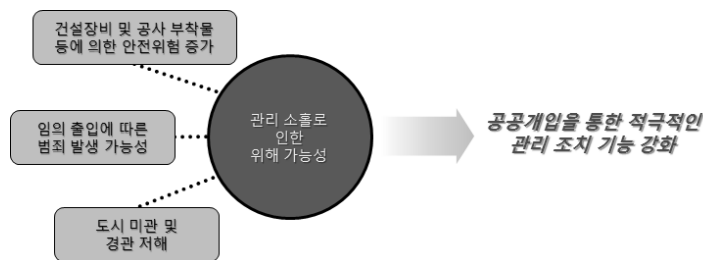 건설장비 및 공사 부착물
등에 의한 안전위험 증가
임의 출입에 따른
범죄 발생 가능성
도시 미관 및
경관 저해
관리 소홀로
인한
위해 가능성
공공개입을 통한 적극적인
관리 조치 기능 강화